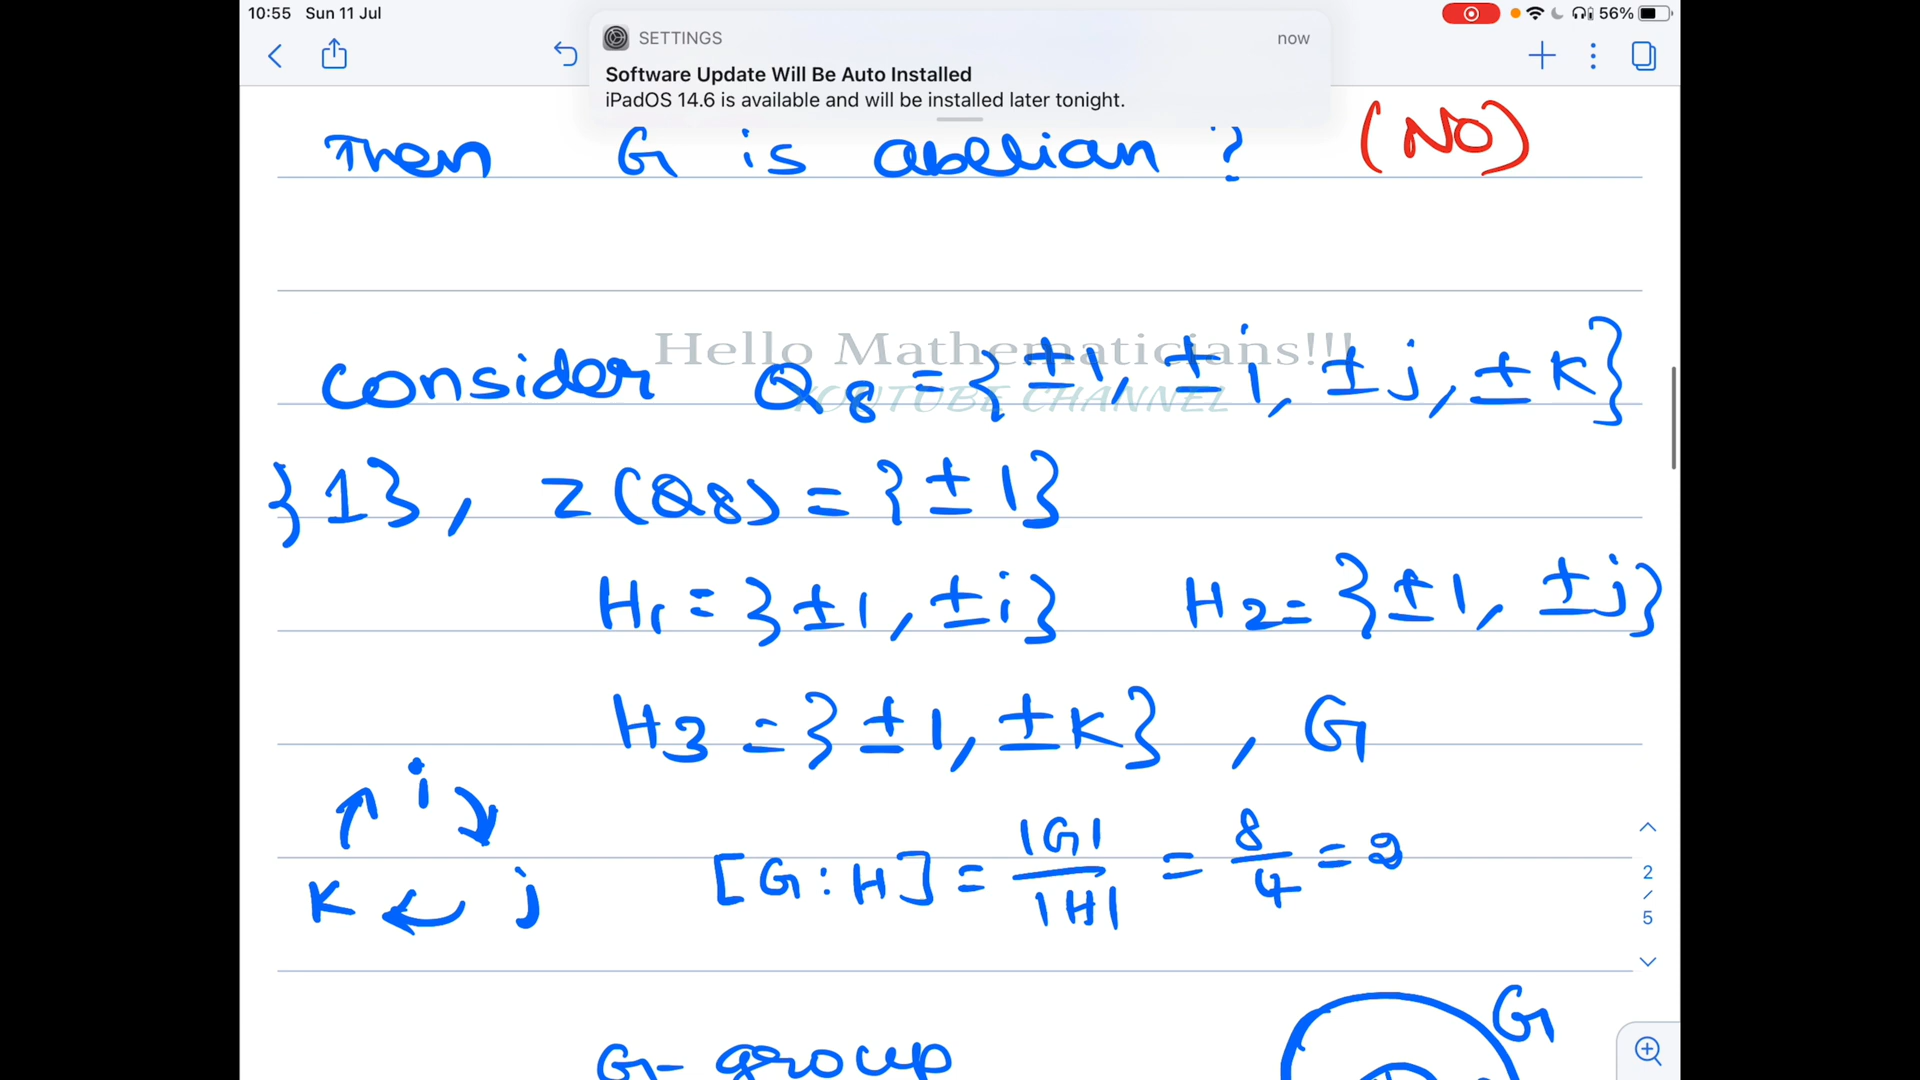 10:55 Sun 11 Jul
56%
SETTINGS
now
Software Update Will Be Auto Installed
iPadOS 14.6 is available and will be installed later tonight.
Then G is abelian ? (NO)
Hello Mathematicians!!!
YOUTUBE CHANNEL
Consider Q8 = {±1, ±i, ±j, ±k}
{1}, Z(Q8) = {±1}
H1 = {±1, ±i} H2 = {±1, ±j}
H3 = {±1, ±k}, G
i
k j
[G:H] = |G| / |H| = 8/4 = 2
2 / 5
G
G- group